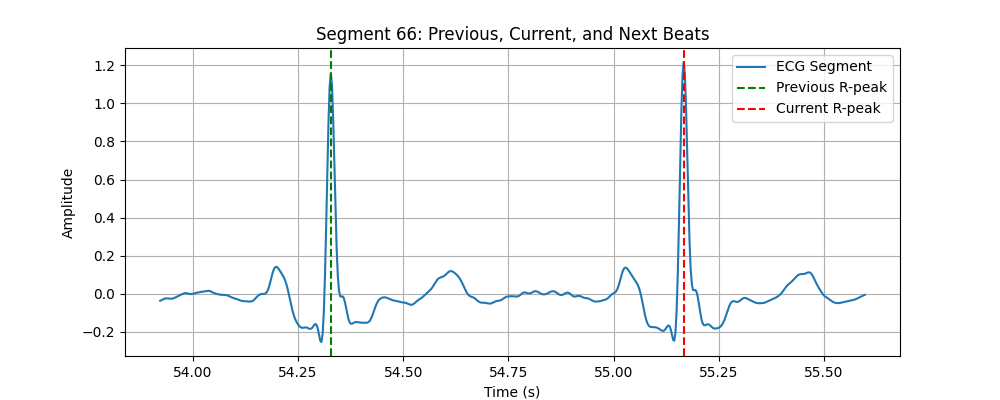 Segment 66: Previous, Current, and Next Beats
ECG Segment
Previous R-peak
Current R-peak
Amplitude
1.2
1.0
0.8
0.6
0.4
0.2
0.0
−0.2
54.00 54.25 54.50 54.75 55.00 55.25 55.50
Time (s)